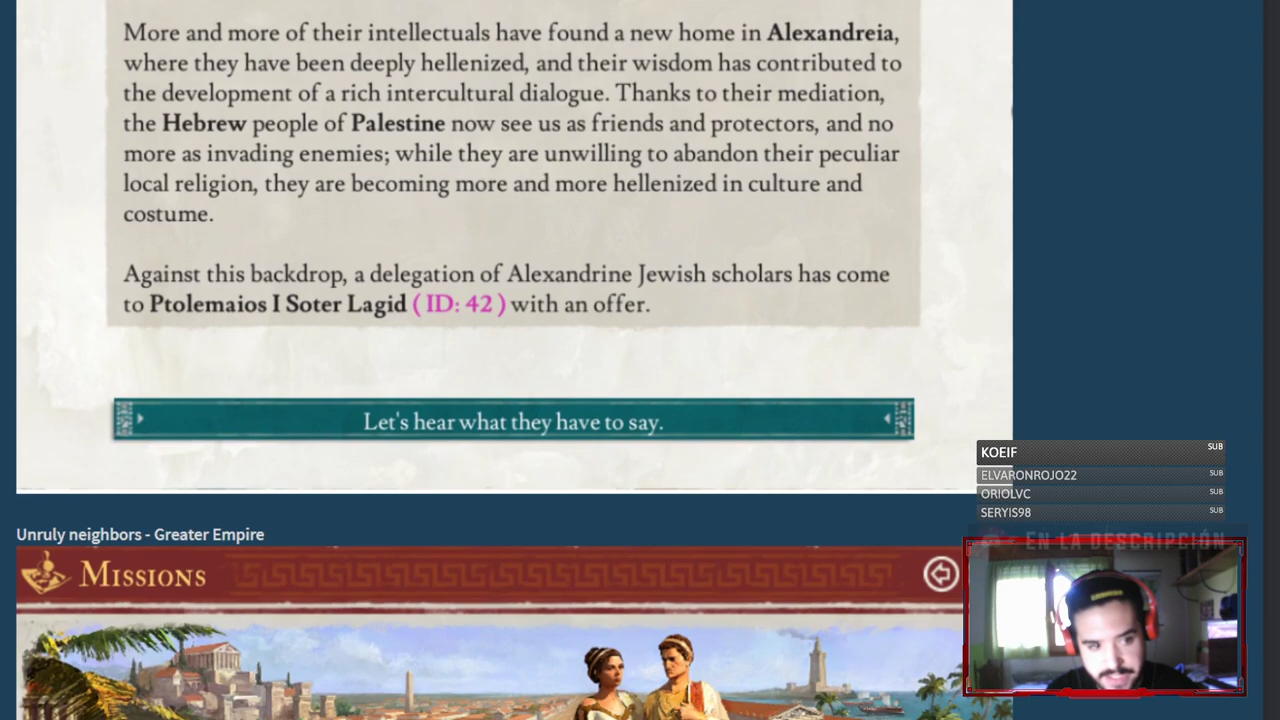 More and more of their intellectuals have found a new home in Alexandreia,
where they have been deeply hellenized, and their wisdom has contributed to
the development of a rich intercultural dialogue. Thanks to their mediation,
the Hebrew people of Palestine now see us as friends and protectors, and no
more as invading enemies; while they are unwilling to abandon their peculiar
local religion, they are becoming more and more hellenized in culture and
costume.
Against this backdrop, a delegation of Alexandrine Jewish scholars has come
to Ptolemaios I Soter Lagid ( ID: 42 ) with an offer.
Let's hear what they have to say.
KOEIF SUB
ELVARONROJO22 SUB
ORIOLVC SUB
SERYIS98 SUB
EN LA DESCRIPCIÓN
Unruly neighbors - Greater Empire
MISSIONS